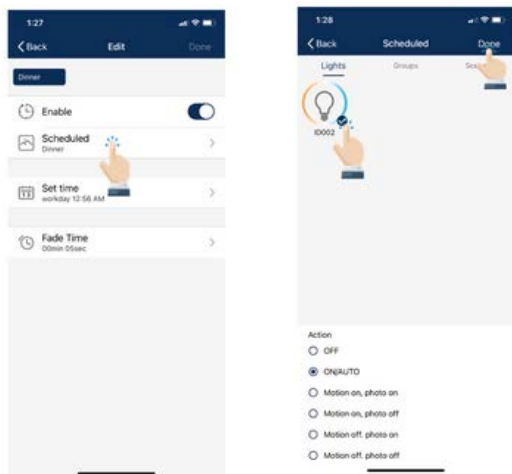 1:27
Back
Edit
Done
Dinner
Enable
Scheduled
Dinner
Set time
workday 12:56 AM
Fade Time
00min 05sec
1:28
Back
Scheduled
Done
Lights
Groups
ID002
Action
OFF
ON/AUTO
Motion on, photo on
Motion on, photo off
Motion off. photo on
Motion off. photo off